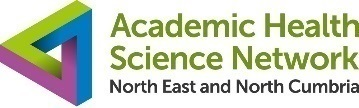 Academic Health
Science Network
North East and North Cumbria